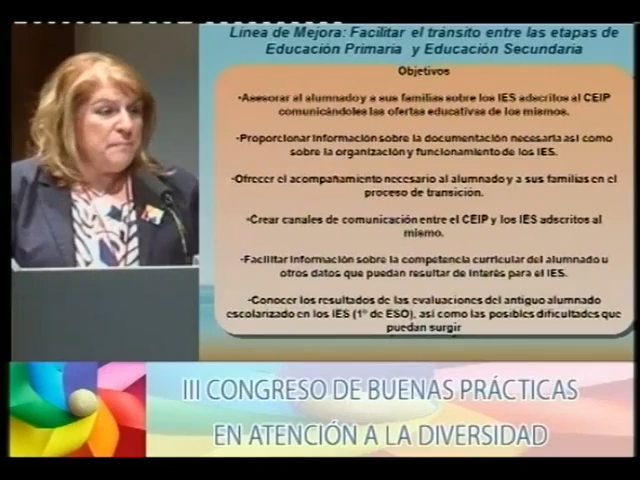 Línea de Mejora: Facilitar el tránsito entre las etapas de
Educación Primaria y Educación Secundaria
Objetivos
•Asesorar al alumnado y a sus familias sobre los IES adscritos al CEIP
comunicándoles las ofertas educativas de los mismos.
•Proporcionar información sobre la documentación necesaria así como
sobre la organización y funcionamiento de los IES.
•Ofrecer el acompañamiento necesario al alumnado y a sus familias en el
proceso de transición.
•Crear canales de comunicación entre el CEIP y los IES adscritos al
mismo.
•Facilitar información sobre la competencia curricular del alumnado u
otros datos que puedan resultar de interés para el IES.
•Conocer los resultados de las evaluaciones del antiguo alumnado
escolarizado en los IES (1º de ESO), así como las posibles dificultades que
puedan surgir
III CONGRESO DE BUENAS PRÁCTICAS
EN ATENCIÓN A LA DIVERSIDAD